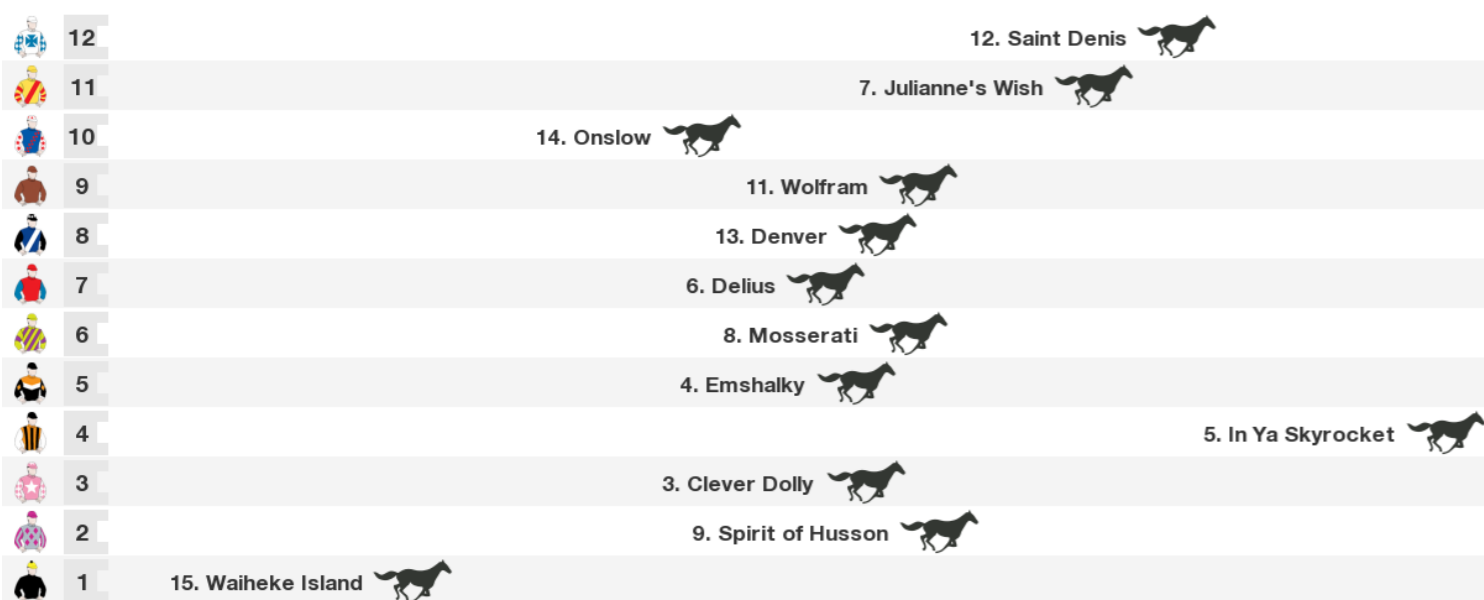 12 12. Saint Denis
11 7. Julianne's Wish
10 14. Onslow
9 11. Wolfram
8 13. Denver
7 6. Delius
6 8. Mosserati
5 4. Emshalky
4 5. In Ya Skyrocket
3 3. Clever Dolly
2 9. Spirit of Husson
1 15. Waiheke Island